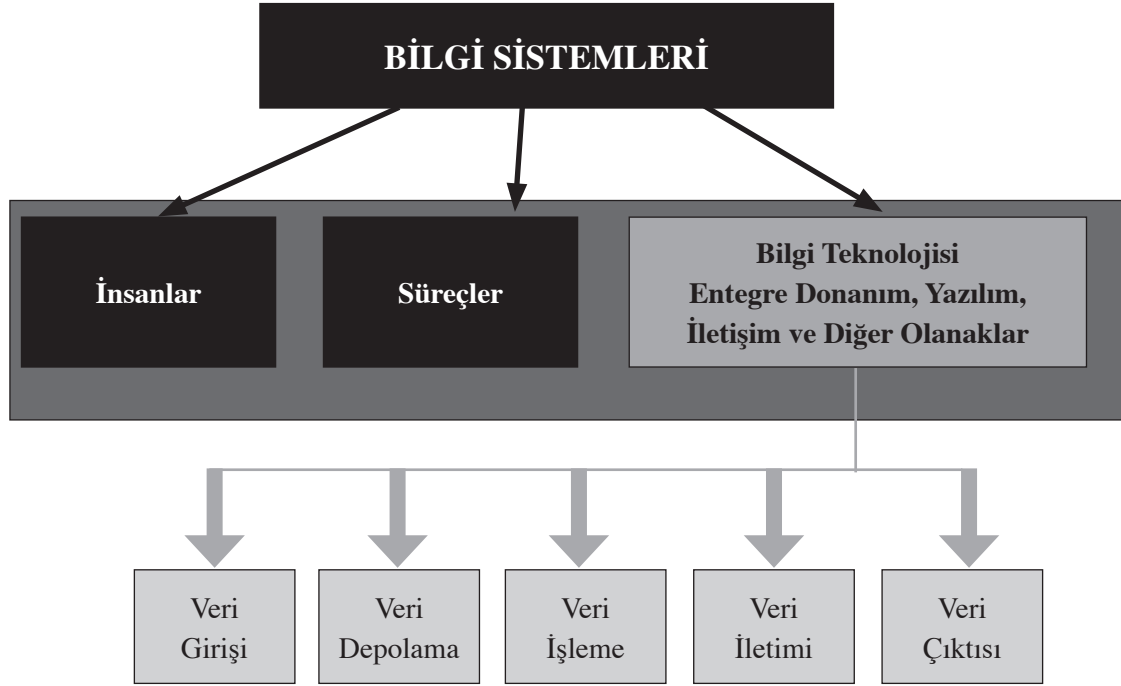 BİLGİ SİSTEMLERİ
İnsanlar
Süreçler
Bilgi Teknolojisi
Entegre Donanım, Yazılım,
İletişim ve Diğer Olanaklar
Veri
Girişi
Veri
Depolama
Veri
İşleme
Veri
İletimi
Veri
Çıktısı